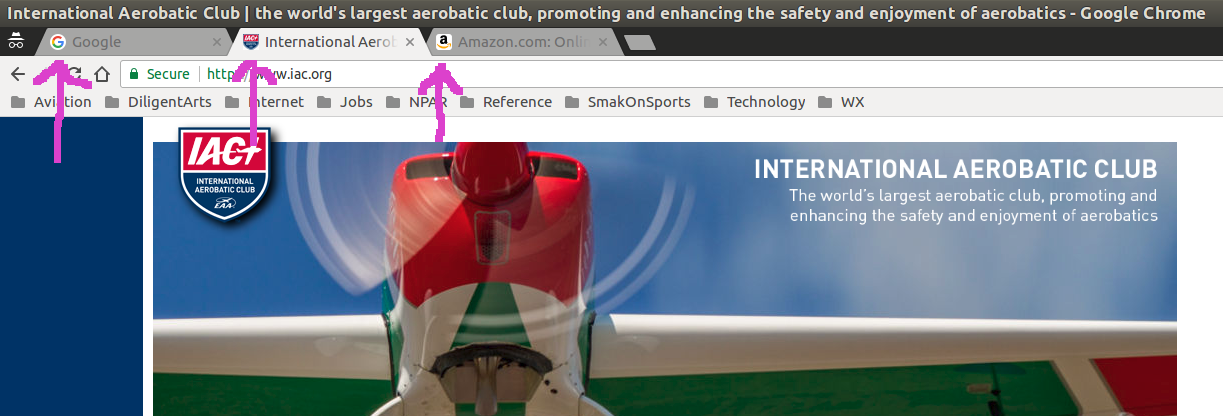 International Aerobatic Club | the world's largest aerobatic club, promoting and enhancing the safety and enjoyment of aerobatics - Google Chrome
Google International Aerob Amazon.com: Onlin
Secure http www.iac.org
Aviation DiligentArts Internet Jobs NPAR Reference SmakOnSports Technology WX
IAC
INTERNATIONAL
AEROBATIC CLUB
EAA
INTERNATIONAL AEROBATIC CLUB
The world's largest aerobatic club, promoting and
enhancing the safety and enjoyment of aerobatics